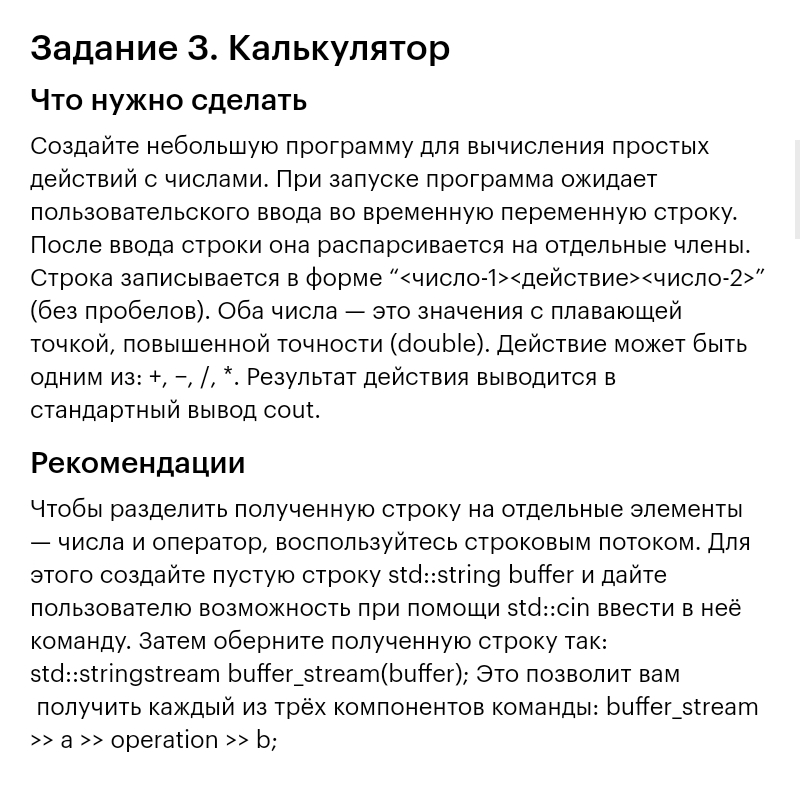 Задание 3. Калькулятор
Что нужно сделать
Создайте небольшую программу для вычисления простых
действий с числами. При запуске программа ожидает
пользовательского ввода во временную переменную строку.
После ввода строки она распарсивается на отдельные члены.
Строка записывается в форме “<число-1><действие><число-2>”
(без пробелов). Оба числа — это значения с плавающей
точкой, повышенной точности (double). Действие может быть
одним из: +, −, /, *. Результат действия выводится в
стандартный вывод cout.
Рекомендации
Чтобы разделить полученную строку на отдельные элементы
— числа и оператор, воспользуйтесь строковым потоком. Для
этого создайте пустую строку std::string buffer и дайте
пользователю возможность при помощи std::cin ввести в неё
команду. Затем оберните полученную строку так:
std::stringstream buffer_stream(buffer); Это позволит вам
получить каждый из трёх компонентов команды: buffer_stream
>> a >> operation >> b;